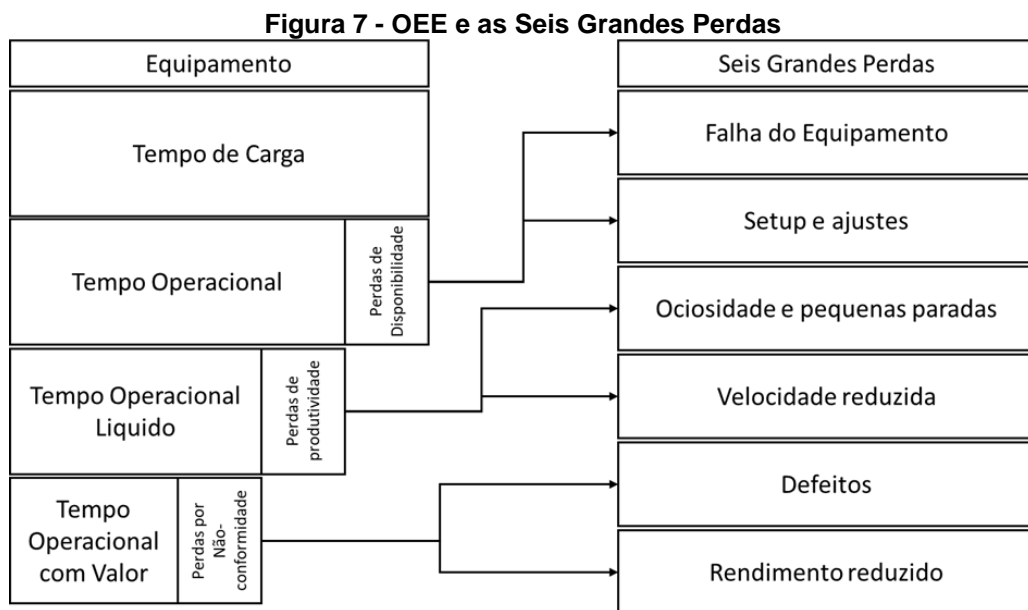 Figura 7 - OEE e as Seis Grandes Perdas
Equipamento
Seis Grandes Perdas
Tempo de Carga
Falha do Equipamento
Setup e ajustes
Tempo Operacional
Perdas de
Disponibilidade
Ociosidade e pequenas paradas
Tempo Operacional
Liquido
Perdas de
produtividade
Velocidade reduzida
Defeitos
Tempo
Operacional
com Valor
Perdas por
Não-
conformidade
Rendimento reduzido